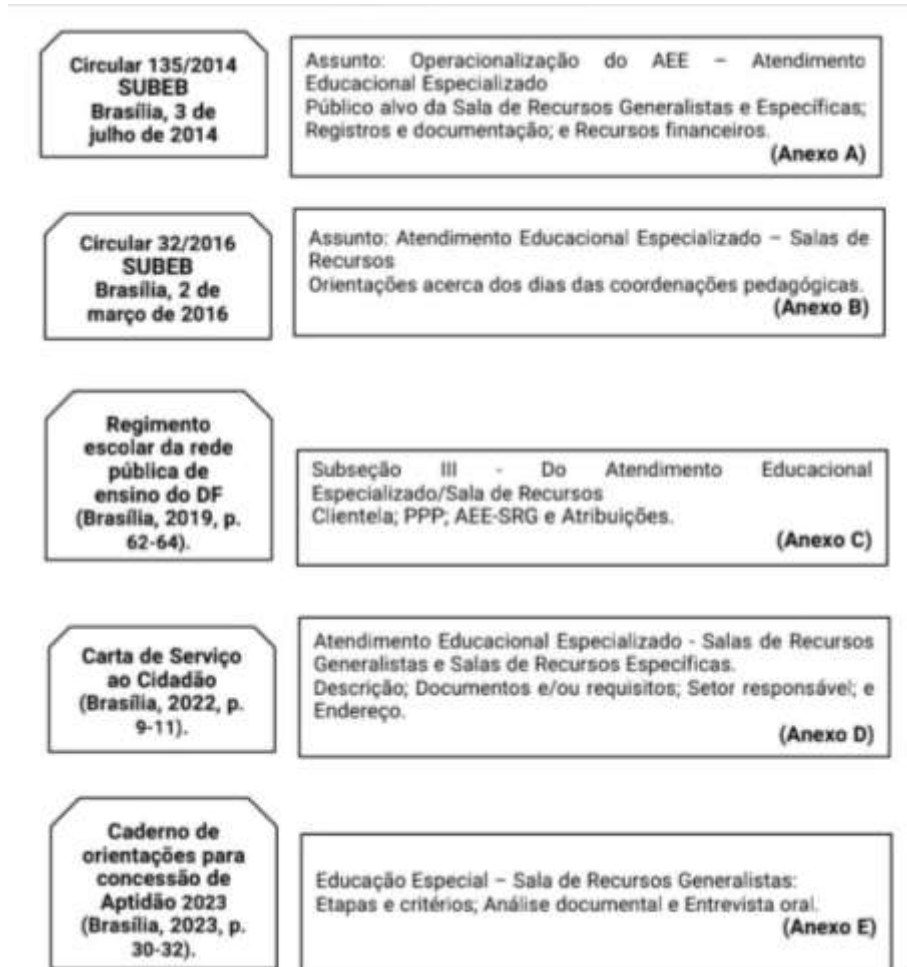 Circular 135/2014
SUBEB
Brasília, 3 de
julho de 2014
Assunto: Operacionalização do AEE – Atendimento
Educacional Especializado
Público alvo da Sala de Recursos Generalistas e Específicas;
Registros e documentação; e Recursos financeiros.
(Anexo A)
Circular 32/2016
SUBEB
Brasília, 2 de
março de 2016
Assunto: Atendimento Educacional Especializado – Salas de
Recursos
Orientações acerca dos dias das coordenações pedagógicas.
(Anexo B)
Regimento
escolar da rede
pública de
ensino do DF
(Brasília, 2019, p.
62-64).
Subseção III - Do Atendimento Educacional
Especializado/Sala de Recursos
Clientela; PPP; AEE-SRG e Atribuições.
(Anexo C)
Carta de Serviço
ao Cidadão
(Brasília, 2022, p.
9-11).
Atendimento Educacional Especializado - Salas de Recursos
Generalistas e Salas de Recursos Específicas.
Descrição; Documentos e/ou requisitos; Setor responsável; e
Endereço.
(Anexo D)
Caderno de
orientações para
concessão de
Aptidão 2023
(Brasília, 2023, p.
30-32).
Educação Especial – Sala de Recursos Generalistas:
Etapas e critérios; Análise documental e Entrevista oral.
(Anexo E)